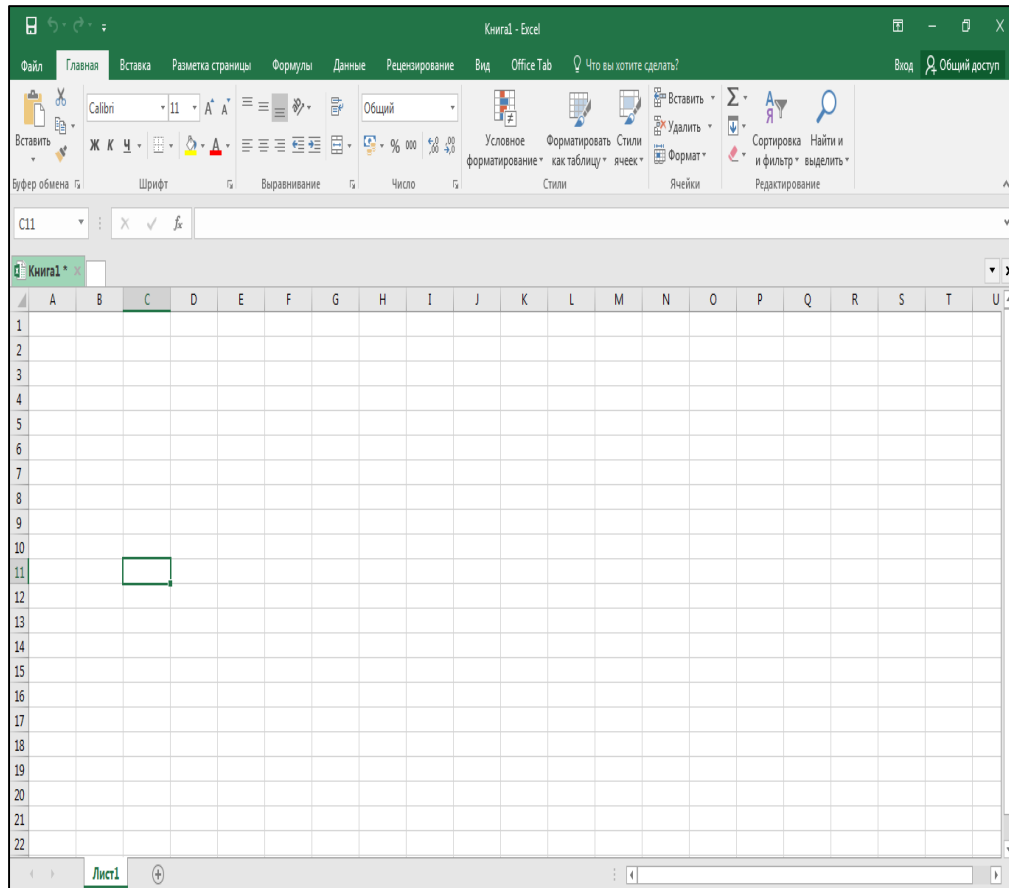 Книга1 - Excel
Файл Главная Вставка Разметка страницы Формулы Данные Рецензирование Вид Office Tab Что вы хотите сделать? Вход Общий доступ
Вставить
Calibri 11 A A
Ж К Ч A
Общий
% 000 ,00 ,0
Условное форматирование
Форматировать как таблицу
Стили ячеек
Вставить
Удалить
Формат
Σ
Сортировка и фильтр
Найти и выделить
Буфер обмена Шрифт Выравнивание Число Стили Ячейки Редактирование
C11 fx
Книга1 *
A B C D E F G H I J K L M N O P Q R S T U
1
2
3
4
5
6
7
8
9
10
11
12
13
14
15
16
17
18
19
20
21
22
Лист1